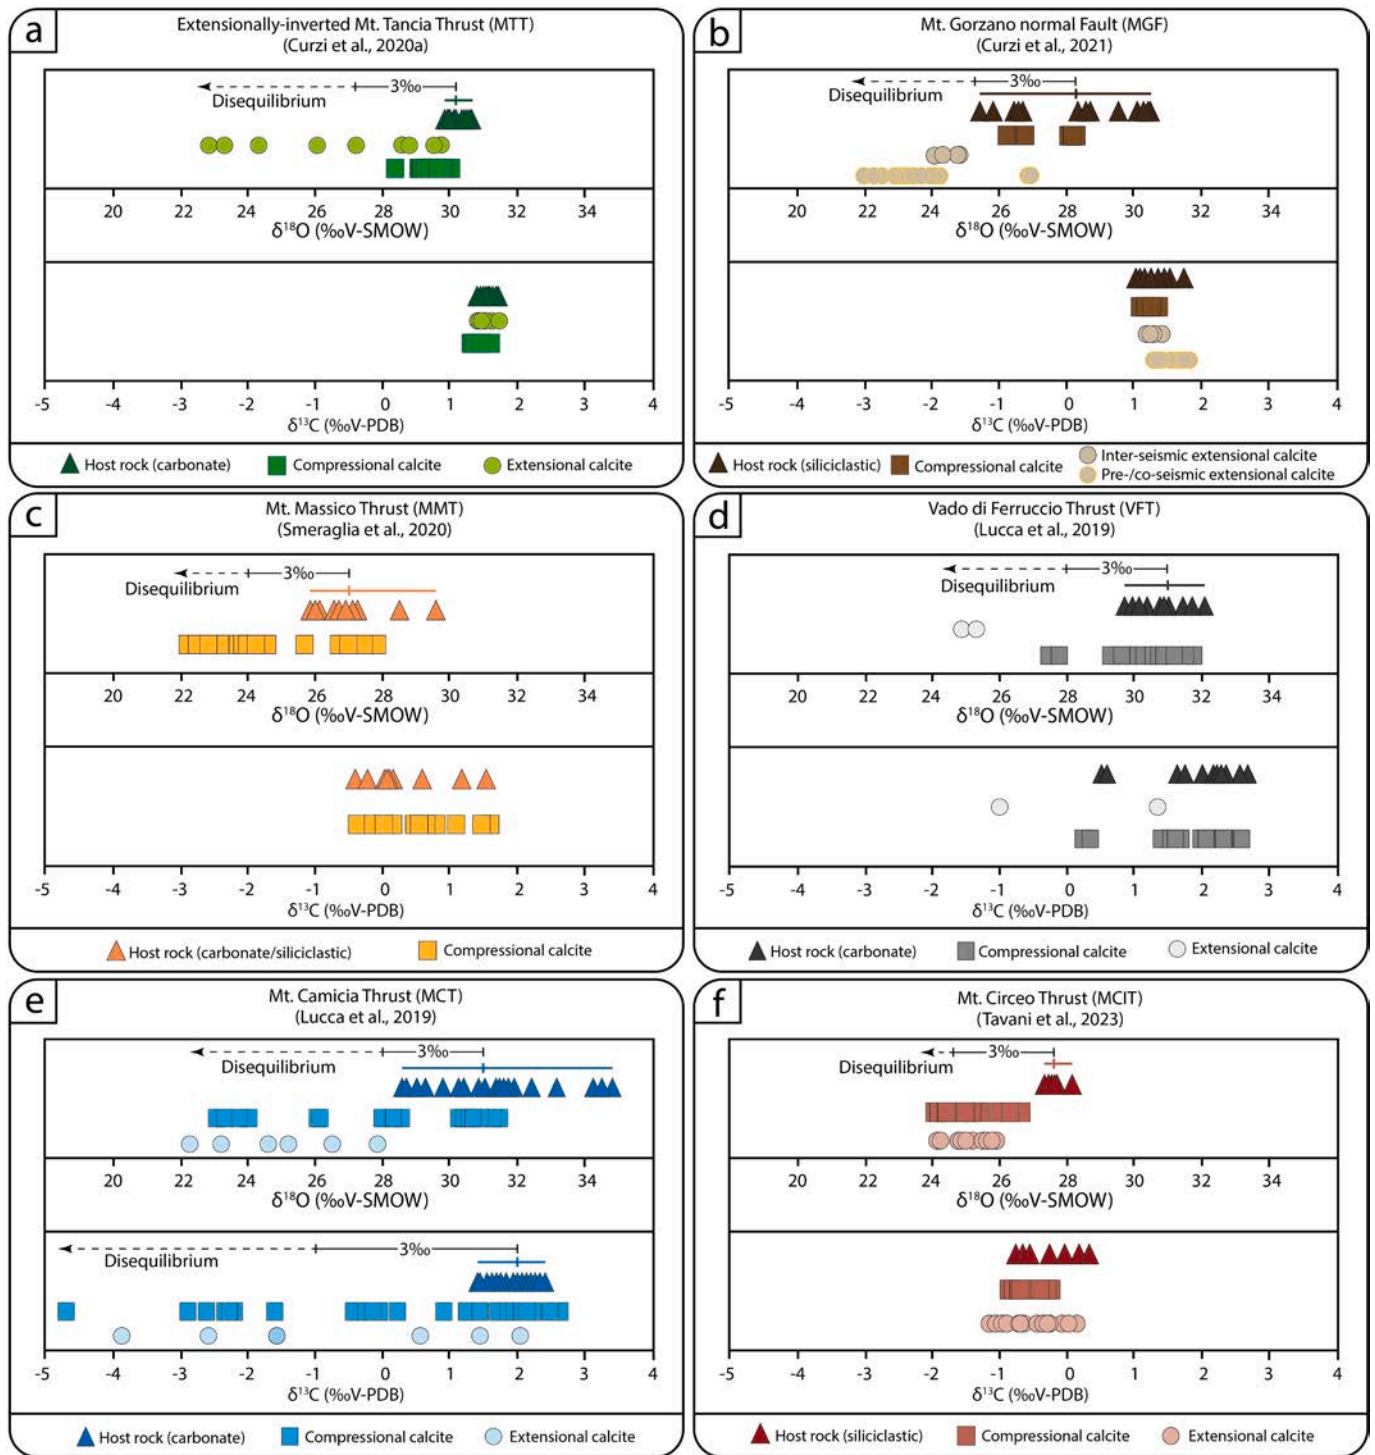 a
Extensionally-inverted Mt. Tancia Thrust (MTT)
(Curzi et al., 2020a)
3‰
Disequilibrium
20 22 24 26 28 30 32 34
δ¹⁸O (‰V-SMOW)
-5 -4 -3 -2 -1 0 1 2 3 4
δ¹³C (‰V-PDB)
Host rock (carbonate) Compressional calcite Extensional calcite
b
Mt. Gorzano normal Fault (MGF)
(Curzi et al., 2021)
3‰
Disequilibrium
20 22 24 26 28 30 32 34
δ¹⁸O (‰V-SMOW)
-5 -4 -3 -2 -1 0 1 2 3 4
δ¹³C (‰V-PDB)
Host rock (siliciclastic) Compressional calcite Inter-seismic extensional calcite
Pre-/co-seismic extensional calcite
c
Mt. Massico Thrust (MMT)
(Smeraglia et al., 2020)
3‰
Disequilibrium
20 22 24 26 28 30 32 34
δ¹⁸O (‰V-SMOW)
-5 -4 -3 -2 -1 0 1 2 3 4
δ¹³C (‰V-PDB)
Host rock (carbonate/siliciclastic) Compressional calcite
d
Vado di Ferruccio Thrust (VFT)
(Lucca et al., 2019)
3‰
Disequilibrium
20 22 24 26 28 30 32 34
δ¹⁸O (‰V-SMOW)
-5 -4 -3 -2 -1 0 1 2 3 4
δ¹³C (‰V-PDB)
Host rock (carbonate) Compressional calcite Extensional calcite
e
Mt. Camicia Thrust (MCT)
(Lucca et al., 2019)
3‰
Disequilibrium
20 22 24 26 28 30 32 34
δ¹⁸O (‰V-SMOW)
3‰
Disequilibrium
-5 -4 -3 -2 -1 0 1 2 3 4
δ¹³C (‰V-PDB)
Host rock (carbonate) Compressional calcite Extensional calcite
f
Mt. Circeo Thrust (MCIT)
(Tavani et al., 2023)
3‰
Disequilibrium
20 22 24 26 28 30 32 34
δ¹⁸O (‰V-SMOW)
-5 -4 -3 -2 -1 0 1 2 3 4
δ¹³C (‰V-PDB)
Host rock (siliciclastic) Compressional calcite Extensional calcite